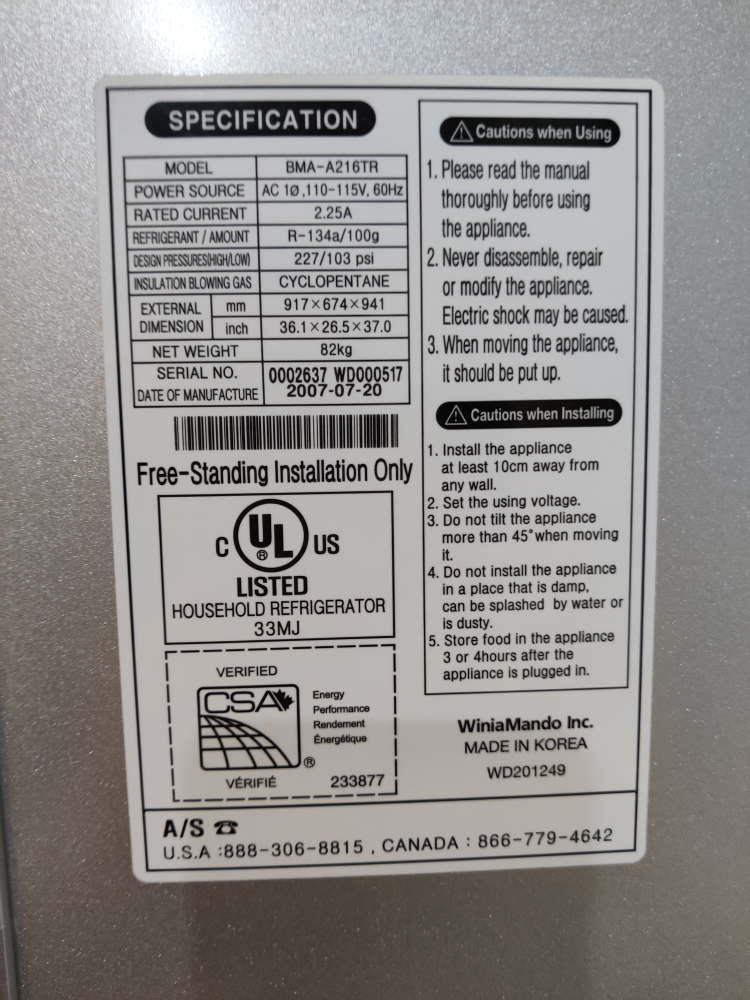 SPECIFICATION
MODEL BMA-A216TR
POWER SOURCE AC 1Ø,110-115V, 60Hz
RATED CURRENT 2.25A
REFRIGERANT / AMOUNT R-134a/100g
DESIGN PRESSURES(HIGH/LOW) 227/103 psi
INSULATION BLOWING GAS CYCLOPENTANE
EXTERNAL DIMENSION mm 917×674×941
inch 36.1×26.5×37.0
NET WEIGHT 82kg
SERIAL NO. 0002637 WD000517
DATE OF MANUFACTURE 2007-07-20
Free-Standing Installation Only
C UL ® US
LISTED
HOUSEHOLD REFRIGERATOR
33MJ
VERIFIED
CSA
Energy
Performance
Rendement
Énergétique
®
VÉRIFIÉ 233877
Cautions when Using
1. Please read the manual
thoroughly before using
the appliance.
2. Never disassemble, repair
or modify the appliance.
Electric shock may be caused.
3. When moving the appliance,
it should be put up.
Cautions when Installing
1. Install the appliance
at least 10cm away from
any wall.
2. Set the using voltage.
3. Do not tilt the appliance
more than 45°when moving
it.
4. Do not install the appliance
in a place that is damp,
can be splashed by water or
is dusty.
5. Store food in the appliance
3 or 4hours after the
appliance is plugged in.
WiniaMando Inc.
MADE IN KOREA
WD201249
A/S ☎
U.S.A :888-306-8815 , CANADA : 866-779-4642